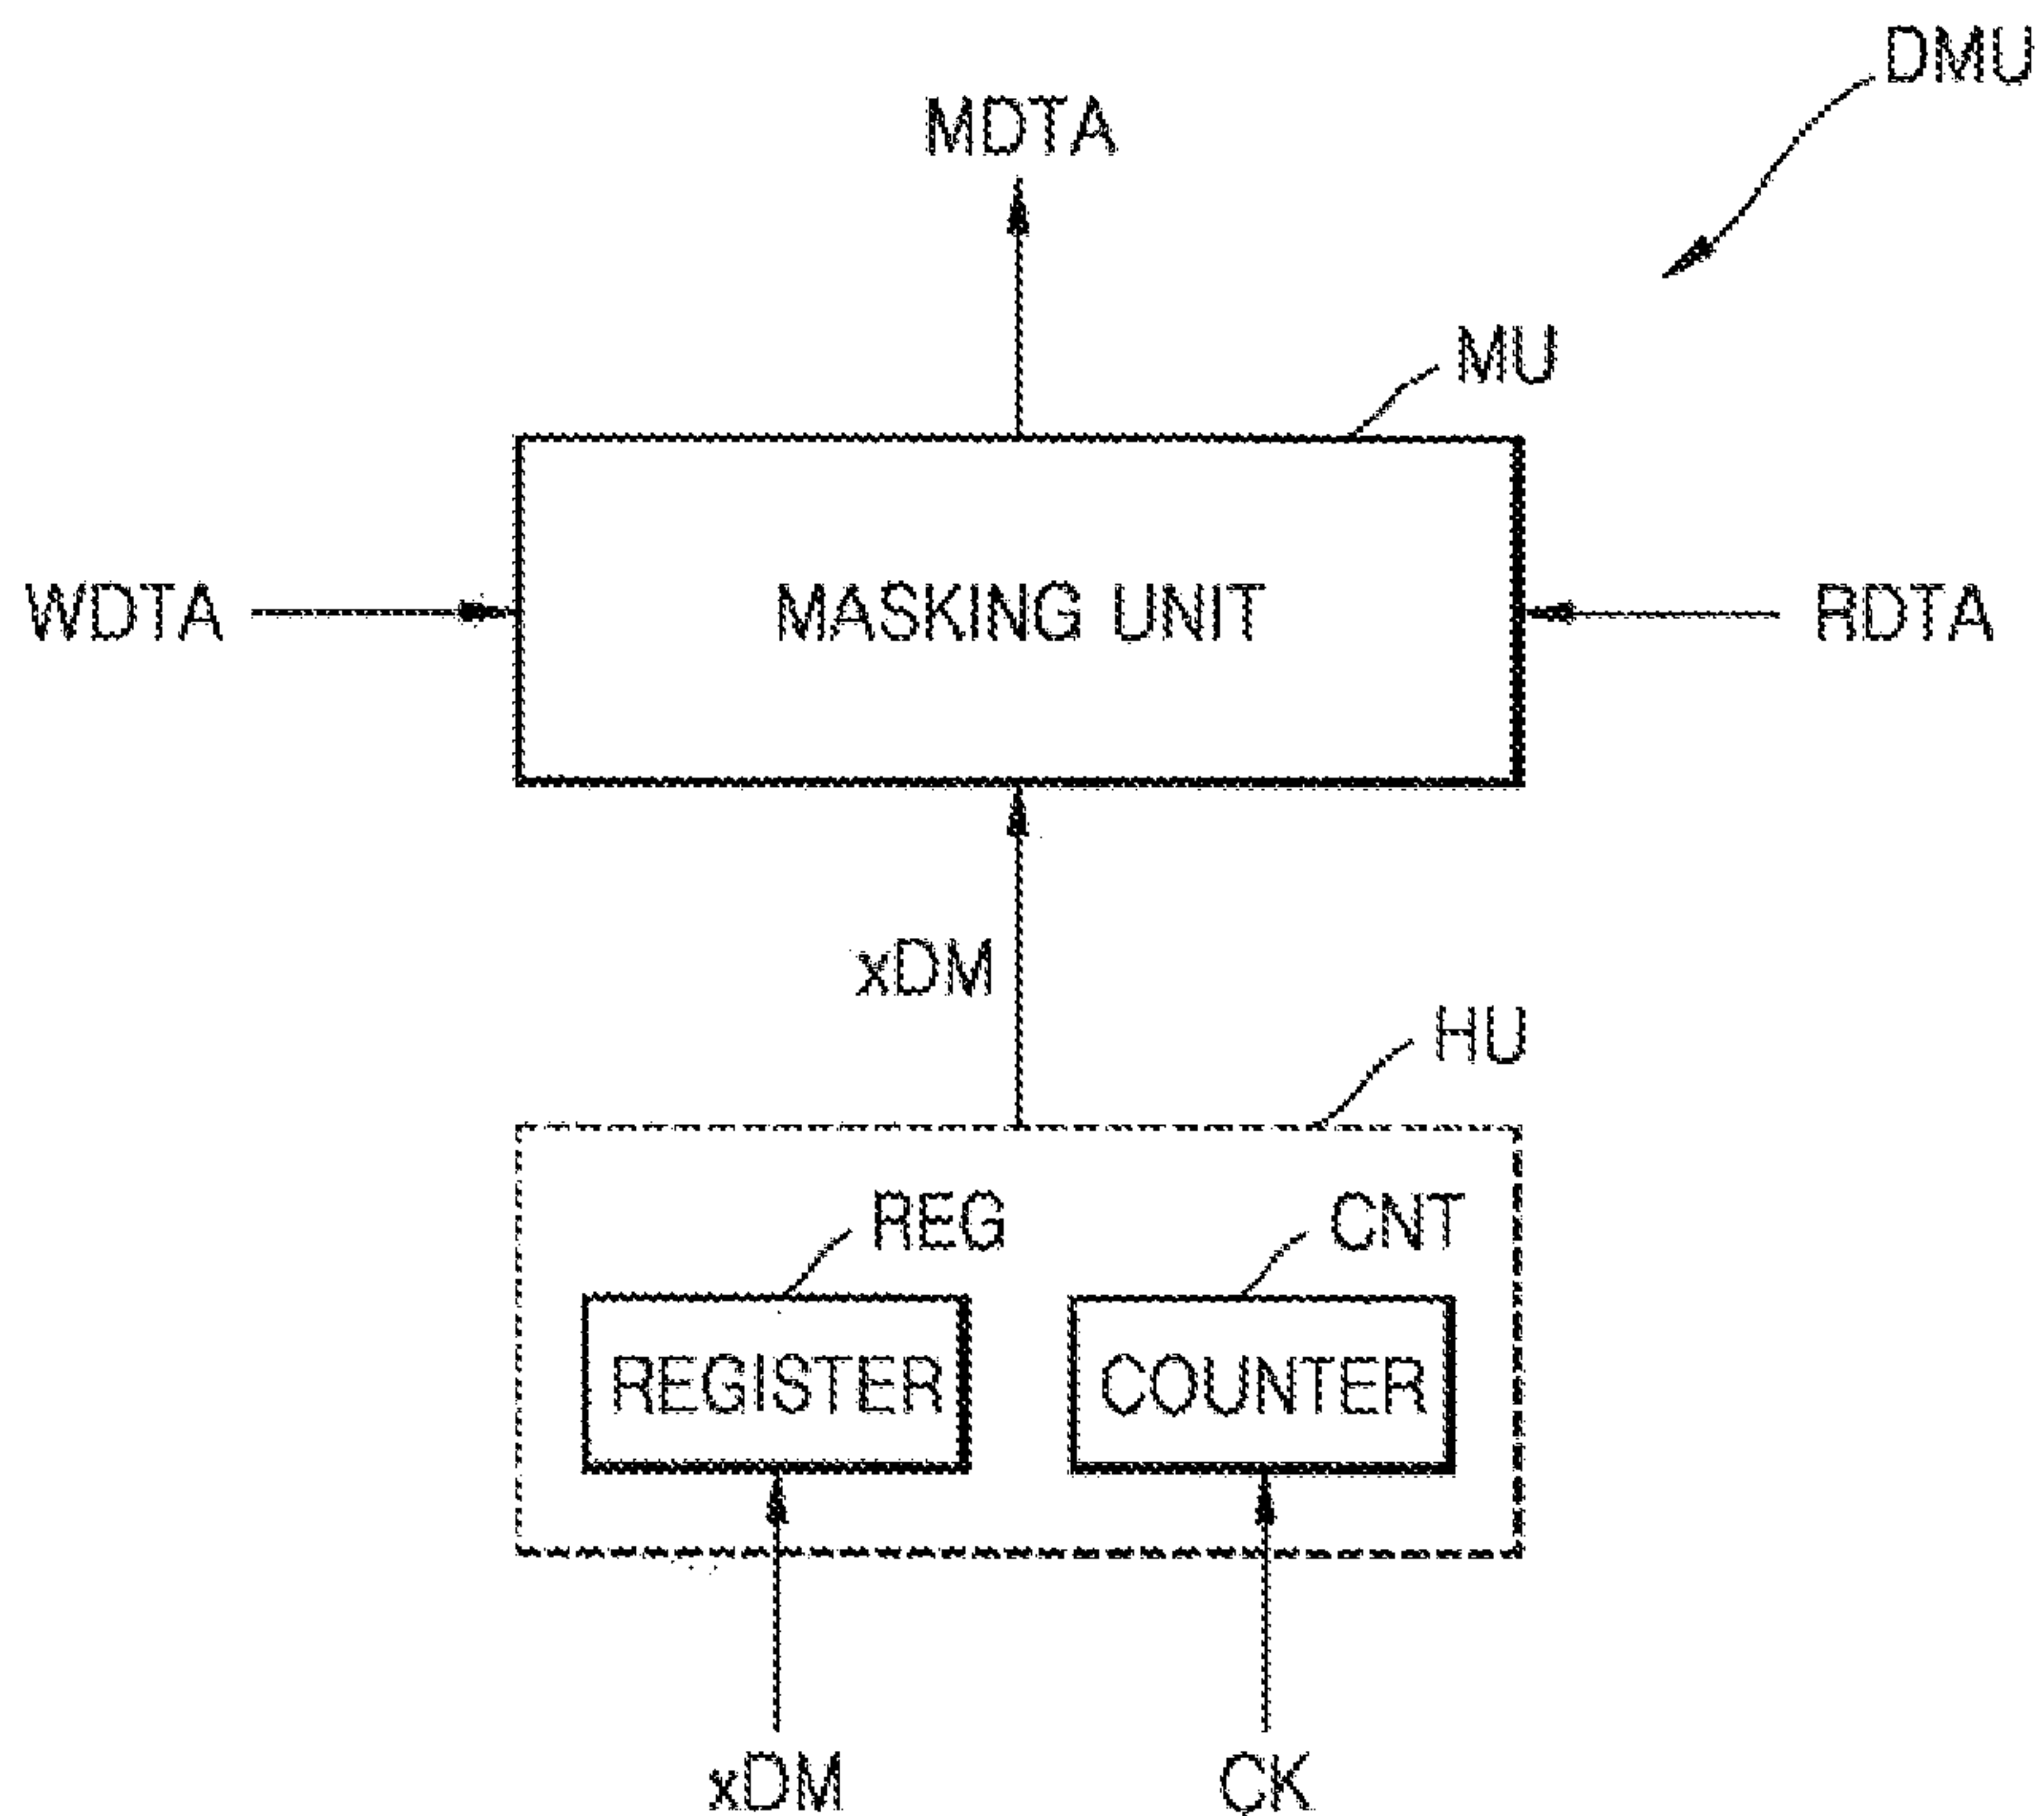 DMU
MDTA
MU
WDTA
MASKING UNIT
RDTA
xDM
HU
REG
CNT
REGISTER
COUNTER
xDM
CK